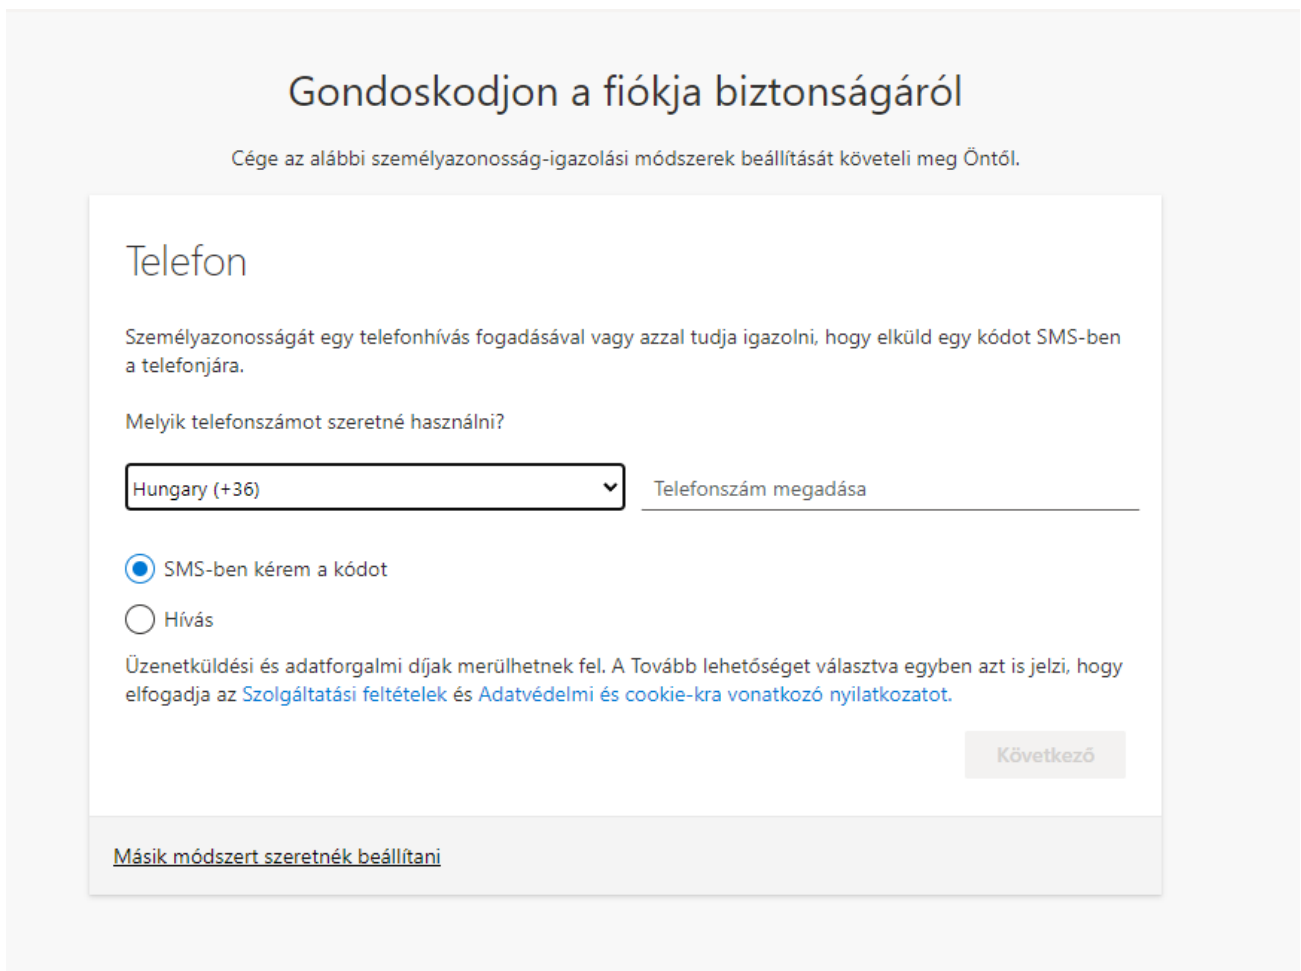 Gondoskodjon a fiókja biztonságáról
Cége az alábbi személyazonosság-igazolási módszerek beállítását követeli meg Öntől.
Telefon
Személyazonosságát egy telefonhívás fogadásával vagy azzal tudja igazolni, hogy elküld egy kódot SMS-ben
a telefonjára.
Melyik telefonszámot szeretné használni?
Hungary (+36)
Telefonszám megadása
SMS-ben kérem a kódot
Hívás
Üzenetküldési és adatforgalmi díjak merülhetnek fel. A Tovább lehetőséget választva egyben azt is jelzi, hogy
elfogadja az Szolgáltatási feltételek és Adatvédelmi és cookie-kra vonatkozó nyilatkozatot.
Következő
Másik módszert szeretnék beállítani